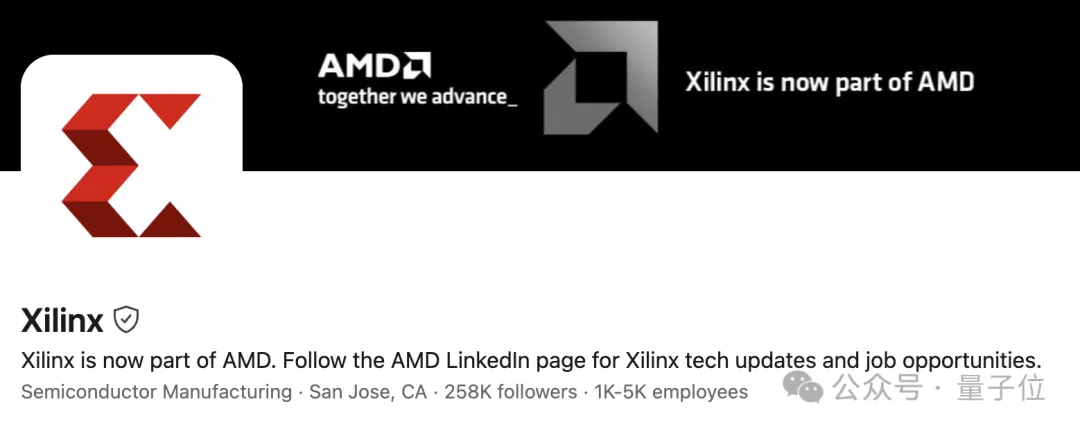 AMD
together we advance_
Xilinx is now part of AMD
Xilinx
Xilinx is now part of AMD. Follow the AMD LinkedIn page for Xilinx tech updates and job opportunities.
Semiconductor Manufacturing · San Jose, CA · 258K followers · 1K-5K employees
公众号 · 量子位